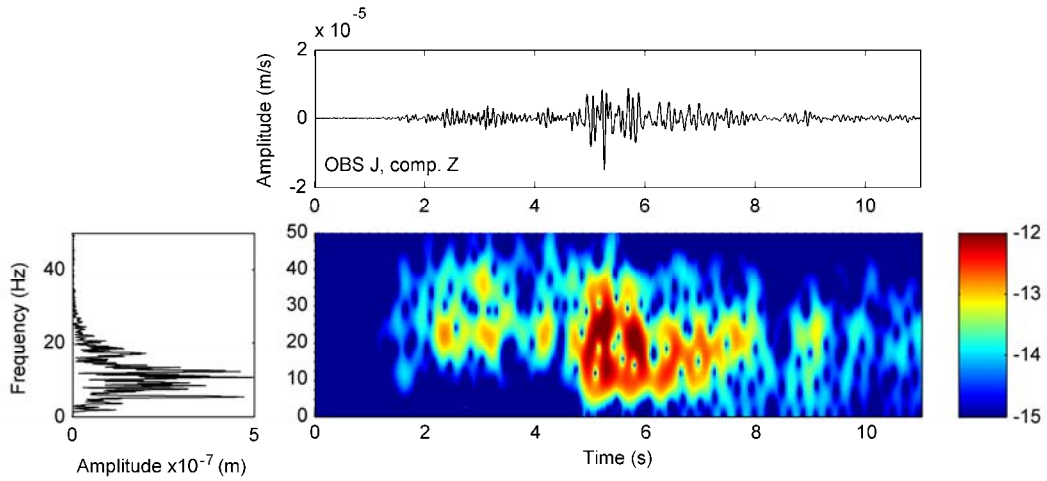 x 10⁻⁵
2
0
-2
Amplitude (m/s)
OBS J, comp. Z
0 2 4 6 8 10
40
20
0
Frequency (Hz)
0 5
Amplitude x10⁻⁷ (m)
50
40
30
20
10
0
0 2 4 6 8 10
Time (s)
-12
-13
-14
-15